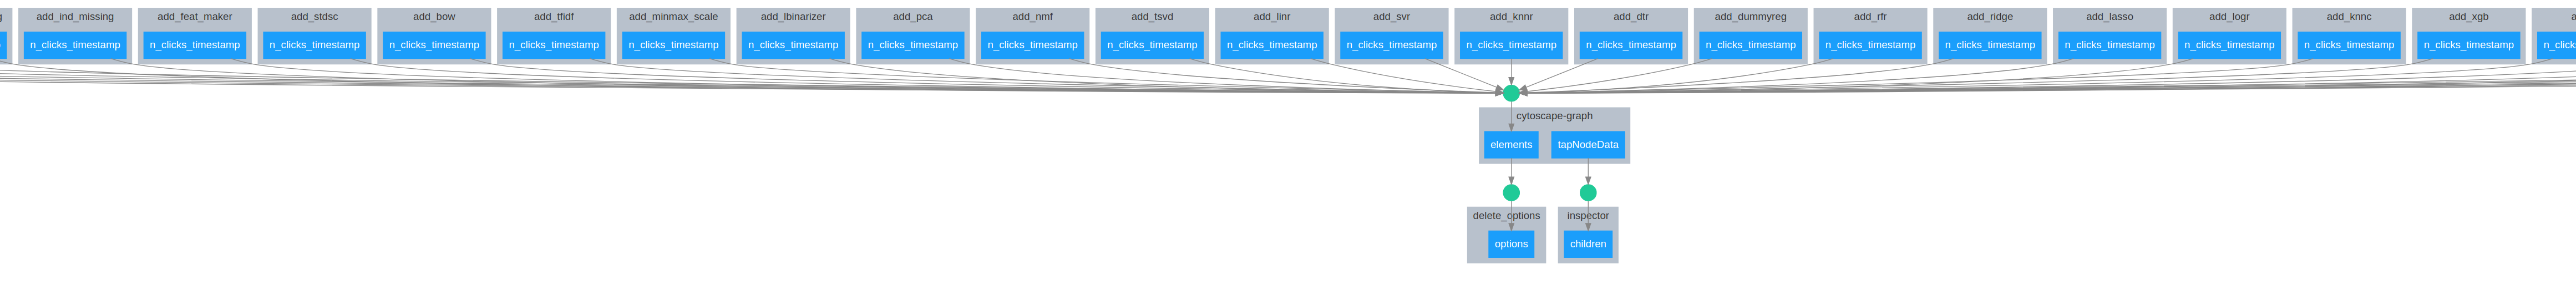 g add_ind_missing add_feat_maker add_stdsc add_bow add_tfidf add_minmax_scale add_lbinarizer add_pca add_nmf add_tsvd add_linr add_svr add_knnr add_dtr add_dummyreg add_rfr add_ridge add_lasso add_logr add_knnc add_xgb a
n_clicks_timestamp n_clicks_timestamp n_clicks_timestamp n_clicks_timestamp n_clicks_timestamp n_clicks_timestamp n_clicks_timestamp n_clicks_timestamp n_clicks_timestamp n_clicks_timestamp n_clicks_timestamp n_clicks_timestamp n_clicks_timestamp n_clicks_timestamp n_clicks_timestamp n_clicks_timestamp n_clicks_timestamp n_clicks_timestamp n_clicks_timestamp n_clicks_timestamp n_clicks_timestamp n_click
cytoscape-graph
elements tapNodeData
delete_options inspector
options children